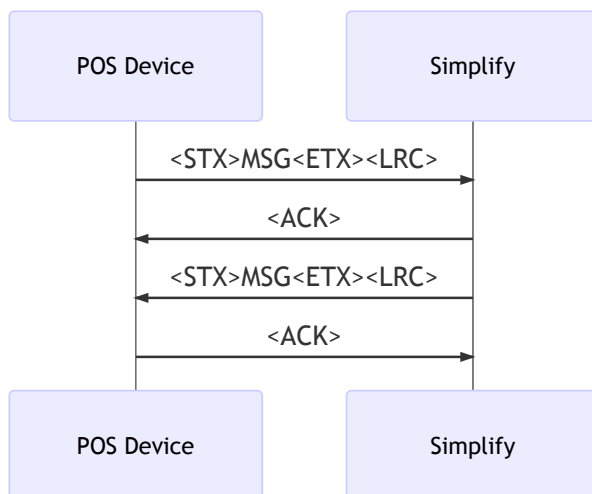 POS Device
Simplify
<STX>MSG<ETX><LRC>
<ACK>
<STX>MSG<ETX><LRC>
<ACK>
POS Device
Simplify